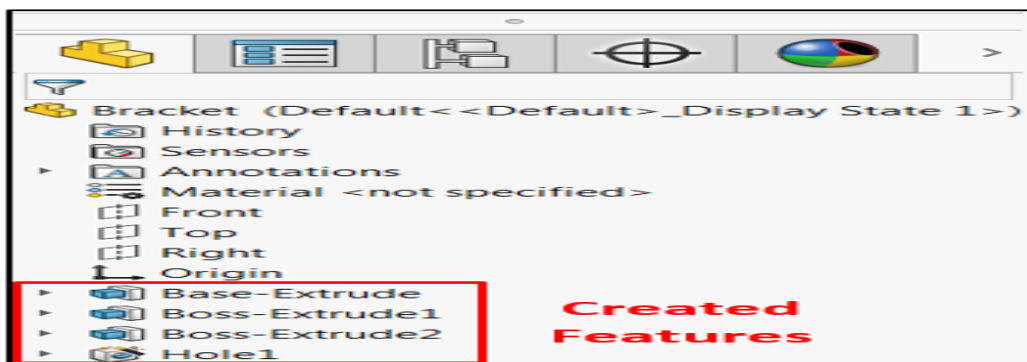 Bracket (Default<<Default>_Display State 1>)
History
Sensors
Annotations
Material <not specified>
Front
Top
Right
Origin
Base-Extrude
Boss-Extrude1
Boss-Extrude2
Hole1
Created
Features